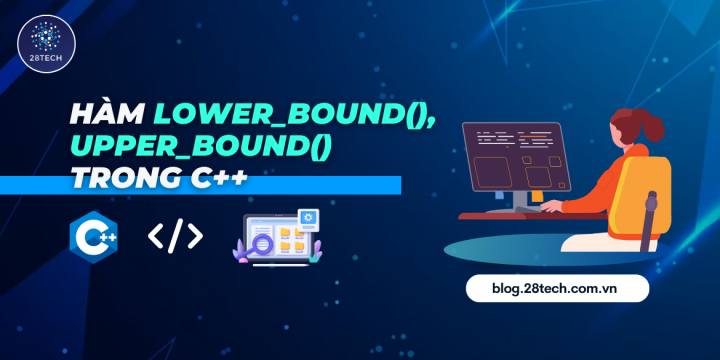 28TECH
HÀM LOWER_BOUND(),
UPPER_BOUND()
TRONG C++
C++
</>
blog.28tech.com.vn